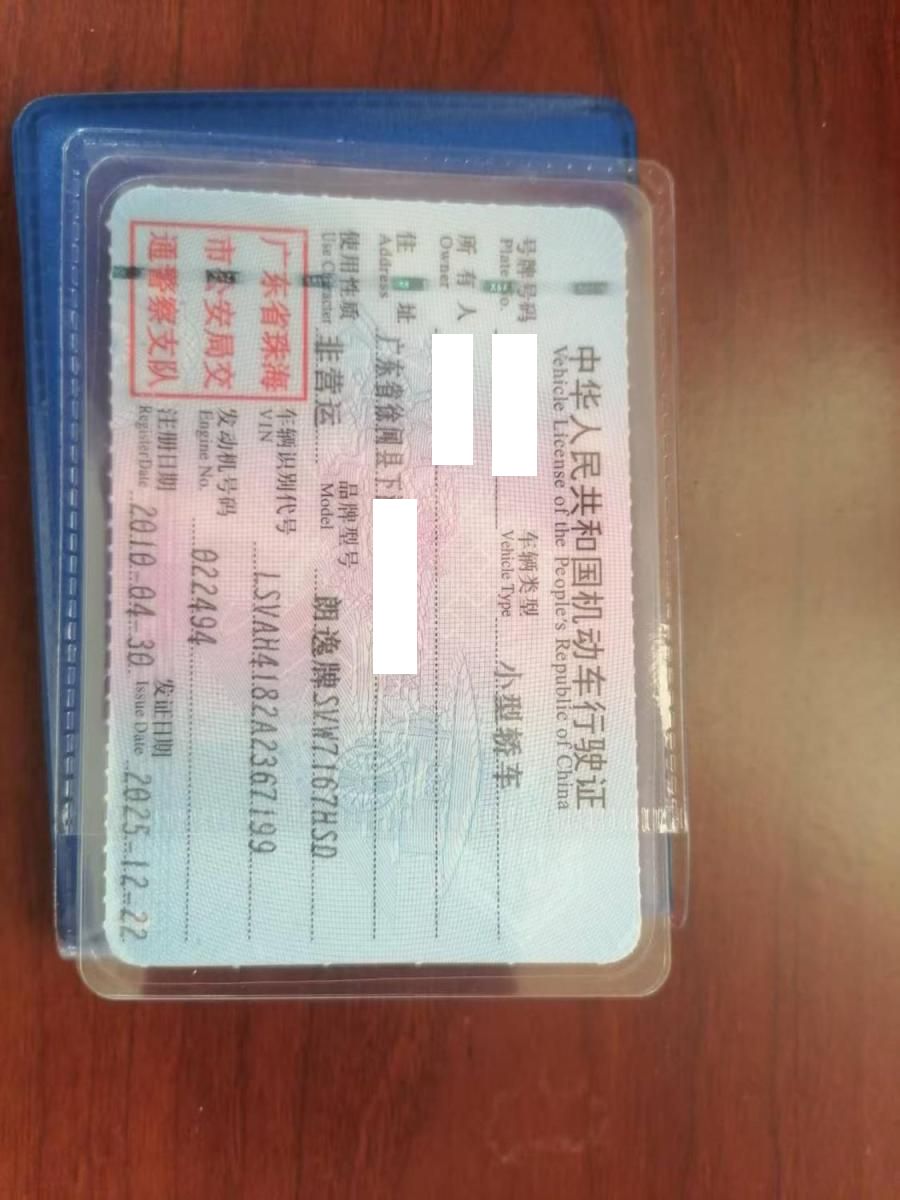 中华人民共和国机动车行驶证
Vehicle License of the People's Republic of China
号牌号码
Plate No.
车辆类型 小型轿车
Vehicle Type
所有人
Owner
住址 广东省徐闻县下
Address
使用性质 非营运 品牌型号 朗逸牌SVW7167HSD
Use Character Model
广东省珠海
市公安局交
通警察支队
车辆识别代号 LSVAH4182A2367199
VIN
发动机号码 022494
Engine No.
注册日期 2010-04-30 发证日期 2025-12-22
Register Date Issue Date